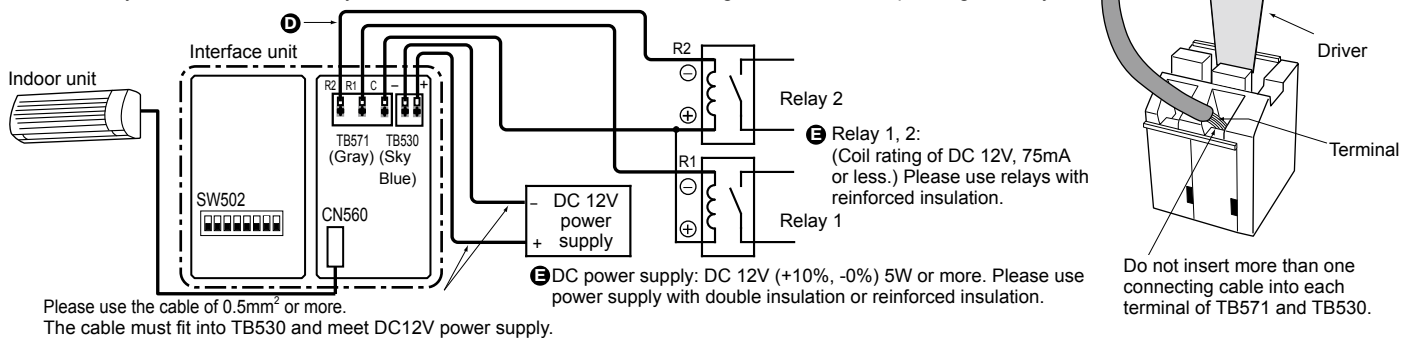 D
Interface unit
Indoor unit
R2 R1 C − +
TB571
(Gray)
TB530
(Sky
Blue)
SW502
CN560
DC 12V
power
supply
−
+
R2
−
+
Relay 2
R1
−
+
Relay 1
E Relay 1, 2:
(Coil rating of DC 12V, 75mA
or less.) Please use relays with
reinforced insulation.
E DC power supply: DC 12V (+10%, -0%) 5W or more. Please use
power supply with double insulation or reinforced insulation.
Please use the cable of 0.5mm² or more.
The cable must fit into TB530 and meet DC12V power supply.
Driver
Terminal
Do not insert more than one
connecting cable into each
terminal of TB571 and TB530.